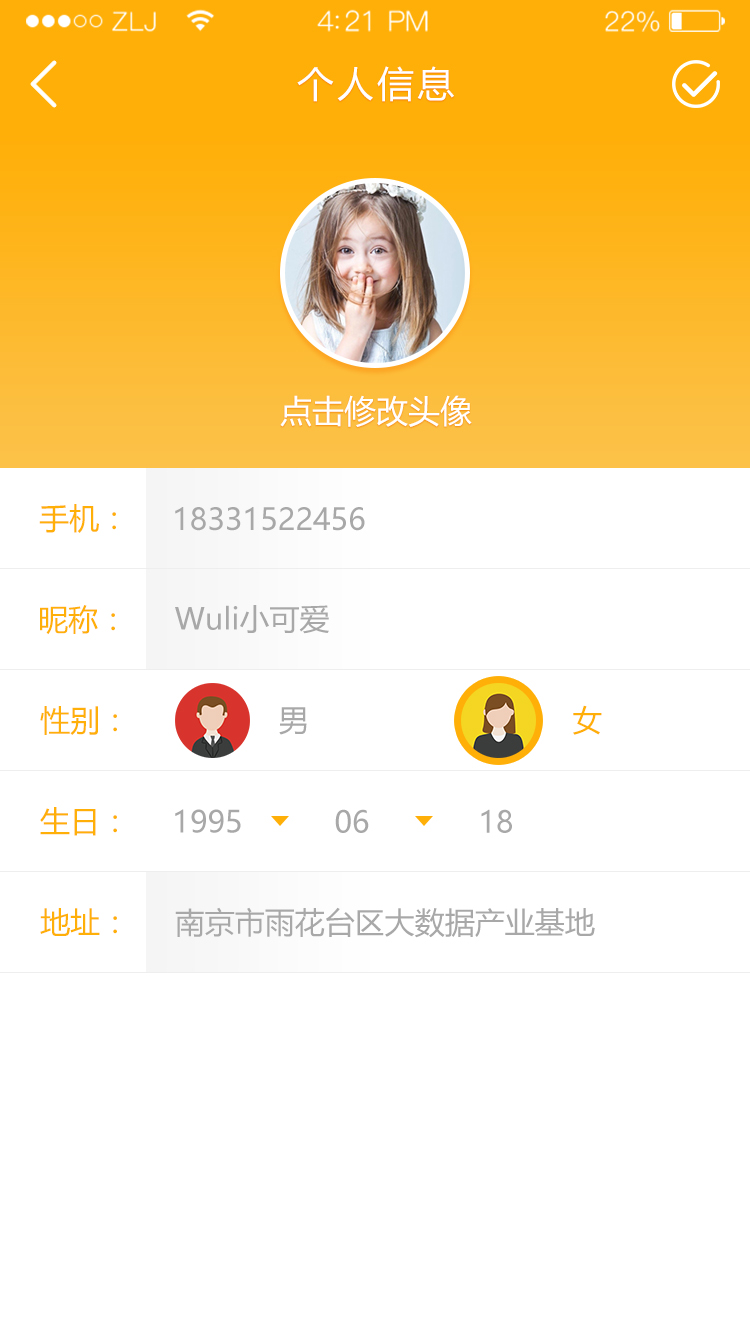 ZLJ 4:21 PM 22%
个人信息
点击修改头像
手机： 18331522456
昵称： Wuli小可爱
性别： 男 女
生日： 1995 06 18
地址： 南京市雨花台区大数据产业基地